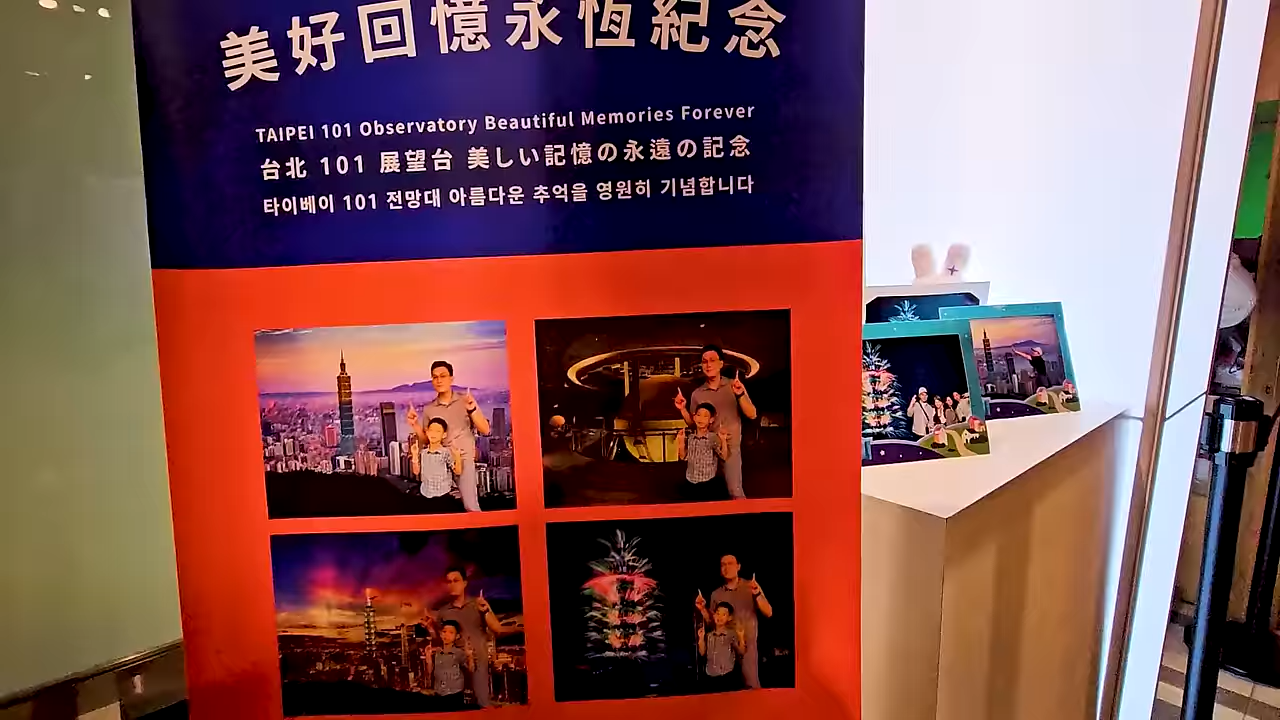 美好回憶永恆紀念
TAIPEI 101 Observatory Beautiful Memories Forever
台北 101 展望台 美しい記憶の永遠の記念
타이베이 101 전망대 아름다운 추억을 영원히 기념합니다